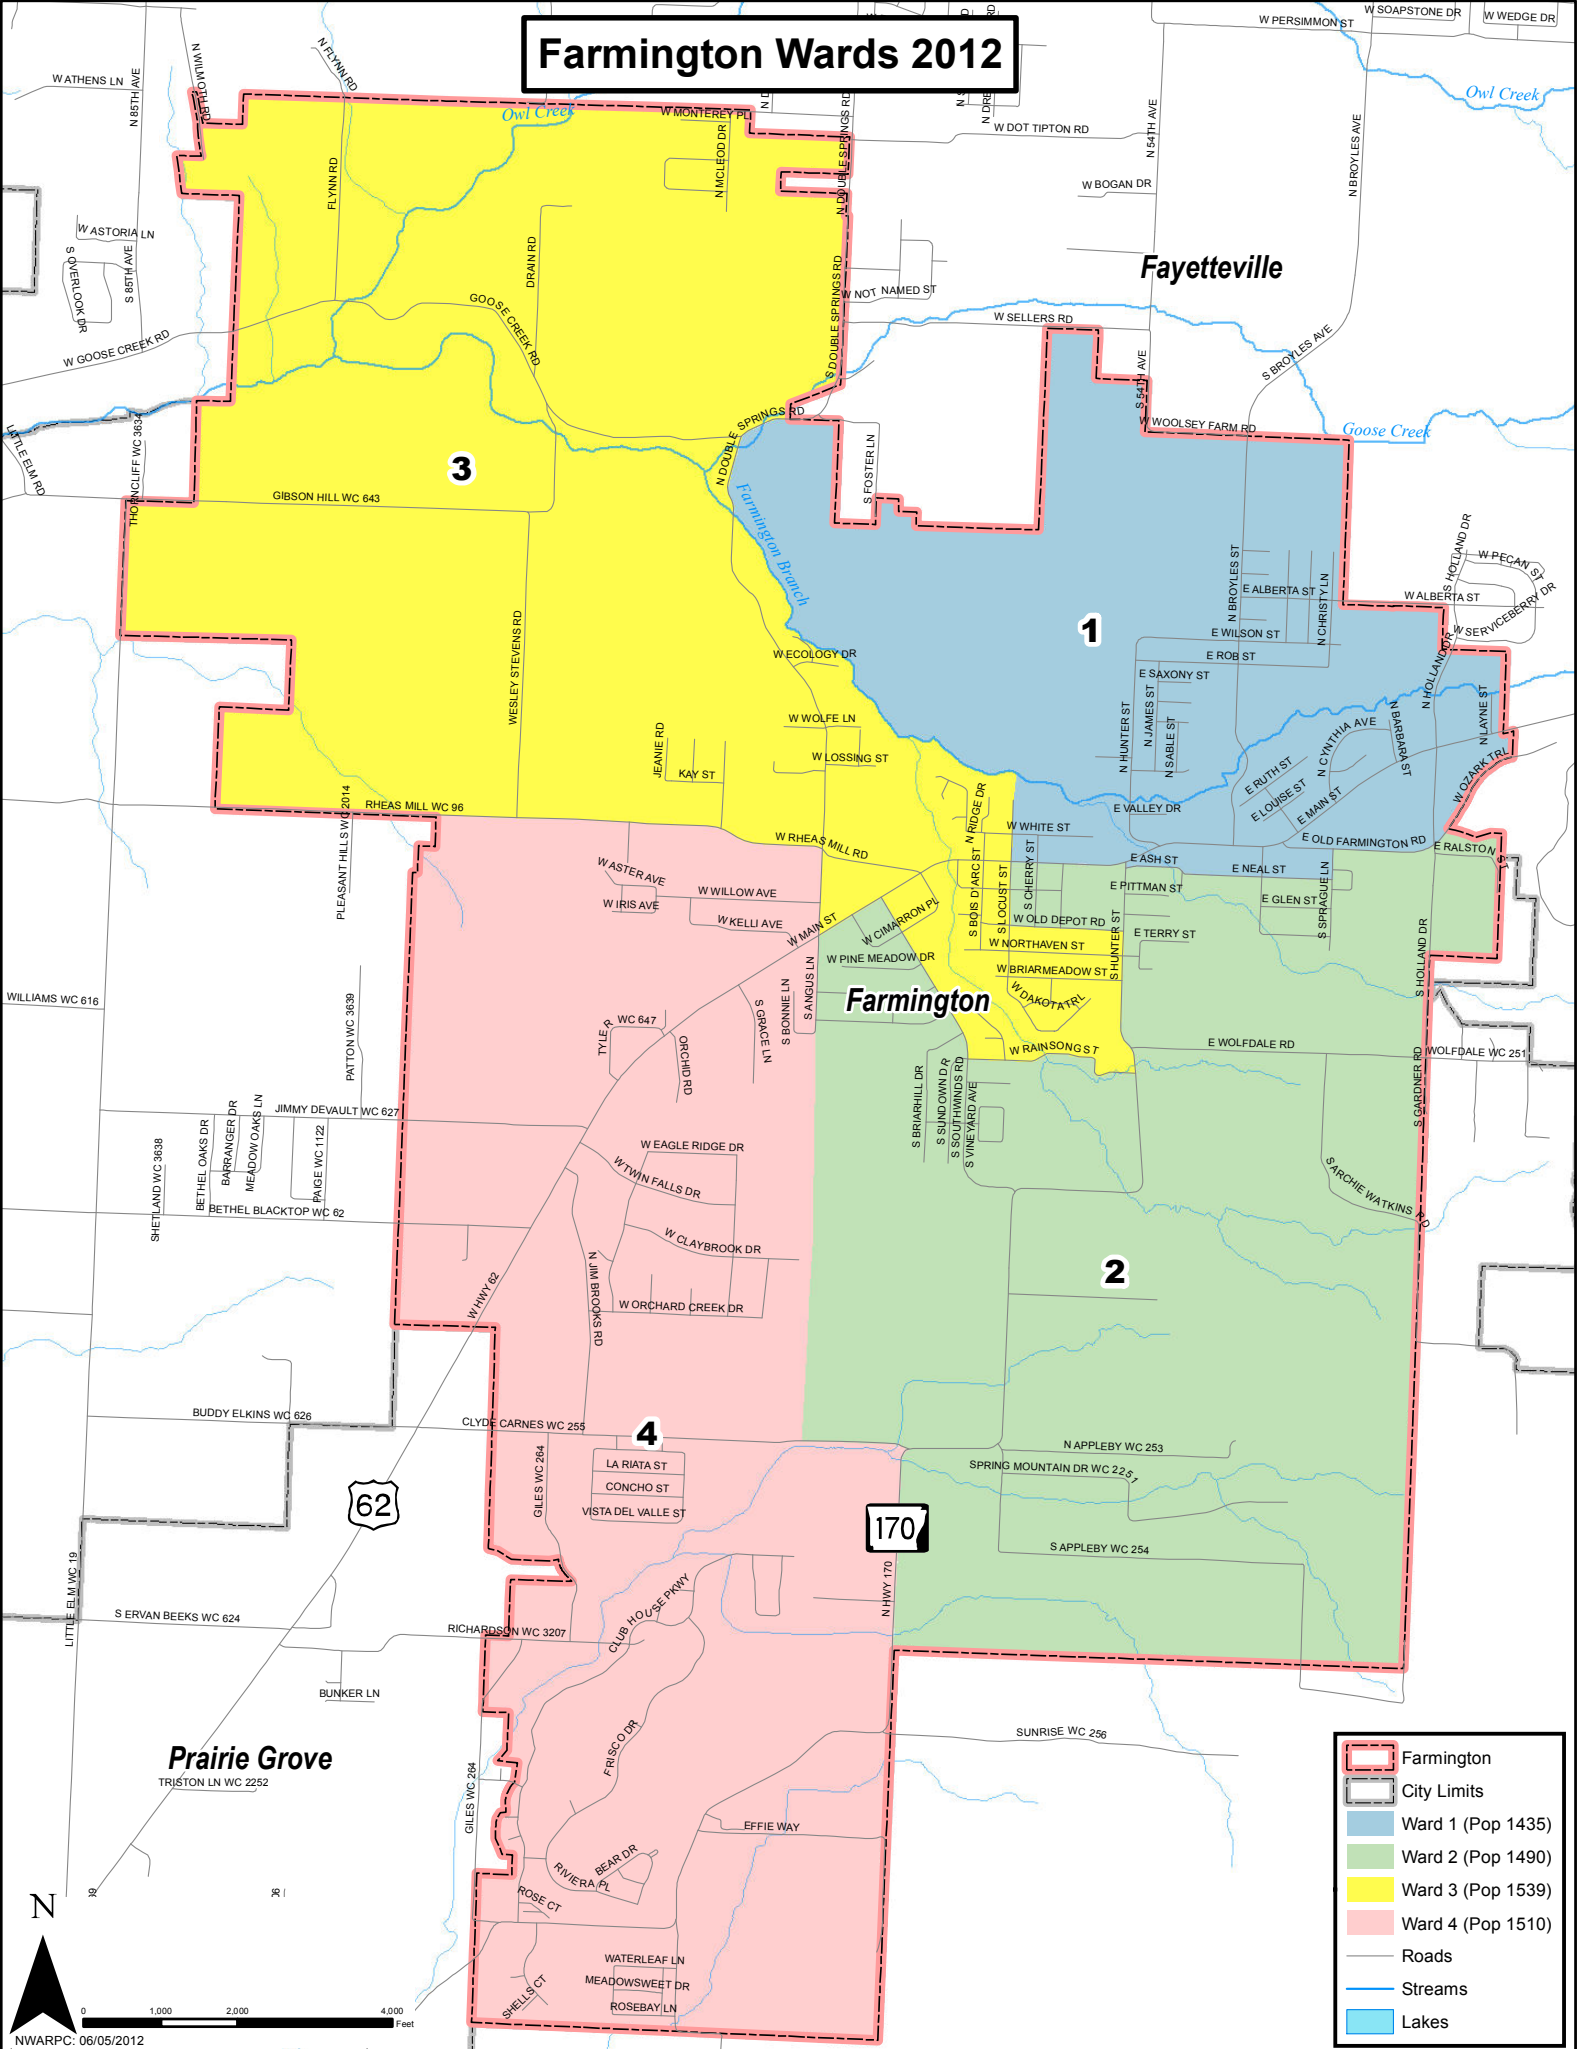 Farmington Wards 2012
W PERSIMMON ST
W SOAPSTONE DR
W WEDGE DR
W ATHENS LN
N 85TH AVE
N WILMOTH RD
N FLYNN RD
Owl Creek
W MONTEREY PL
N MCLEOD DR
N DOUBLE SPRINGS RD
W DOT TIPTON RD
N 54TH AVE
Owl Creek
N BROYLES AVE
W BOGAN DR
FLYNN RD
W ASTORIA LN
S OVERLOOK DR
S 85TH AVE
DRAIN RD
GOOSE CREEK RD
W GOOSE CREEK RD
Fayetteville
W NOT NAMED ST
W SELLERS RD
S DOUBLE SPRINGS RD
S BROYLES AVE
S 54TH AVE
W WOOLSEY FARM RD
Goose Creek
LITTLE ELM RD
THORNCLIFF WC 3634
3
GIBSON HILL WC 643
N DOUBLE SPRINGS RD
S FOSTER LN
Farmington Branch
WESLEY STEVENS RD
1
N BROYLES ST
E ALBERTA ST
N CHRISTY LN
W ALBERTA ST
S HOLLAND DR
W PECAN ST
W SERVICEBERRY DR
E WILSON ST
E ROB ST
E SAXONY ST
N HUNTER ST
N JAMES ST
N SABLE ST
N HOLLAND DR
N LAYNE ST
N CYNTHIA AVE
N BARBARA ST
E RUTH ST
E LOUISE ST
E MAIN ST
W OZARK TRL
W ECOLOGY DR
W WOLFE LN
W LOSSING ST
JEANIE RD
KAY ST
RHEAS MILL WC 96
PLEASANT HILLS WC 2014
W RHEAS MILL RD
N RIDGE DR
W WHITE ST
E VALLEY DR
E OLD FARMINGTON RD
E RALSTON ST
E ASH ST
E NEAL ST
E PITTMAN ST
E GLEN ST
S SPRAGUE LN
S CHERRY ST
S LOCUST ST
S BOIS D'ARC ST
W OLD DEPOT RD
S HUNTER ST
E TERRY ST
W NORTHAVEN ST
W BRIARMEADOW ST
W DAKOTA TRL
W RAINSONG ST
W ASTER AVE
W WILLOW AVE
W IRIS AVE
W KELLI AVE
W MAIN ST
W CIMARRON PL
W PINE MEADOW DR
Farmington
S HOLLAND DR
WILLIAMS WC 616
PATTON WC 3639
TYLER
WC 647
ORCHID RD
S GRACE LN
S BONNIE LN
S ANGUS LN
E WOLFDALE RD
WOLFDALE WC 251
S GARDNER RD
S BRIARHILL DR
S SUNDOWN DR
S SOUTHWINDS RD
S VINEYARD AVE
S ARCHIE WATKINS RD
JIMMY DEVAULT WC 627
SHETLAND WC 3638
BETHEL OAKS DR
BARRANGER DR
MEADOW OAKS LN
PAIGE WC 1122
BETHEL BLACKTOP WC 62
W EAGLE RIDGE DR
W TWIN FALLS DR
W CLAYBROOK DR
N JIM BROOKS RD
W ORCHARD CREEK DR
W HWY 62
2
BUDDY ELKINS WC 626
CLYDE CARNES WC 255
4
GILES WC 264
LA RIATA ST
CONCHO ST
VISTA DEL VALLE ST
N APPLEBY WC 253
SPRING MOUNTAIN DR WC 2251
62
170
S APPLEBY WC 254
N HWY 170
LITTLE ELM WC 19
S ERVAN BEEKS WC 624
RICHARDSON WC 3207
CLUB HOUSE PKWY
BUNKER LN
Prairie Grove
TRISTON LN WC 2252
GILES WC 264
FRISCO DR
SUNRISE WC 256
EFFIE WAY
BEAR DR
RIVIERA PL
ROSE CT
WATERLEAF LN
MEADOWSWEET DR
ROSEBAY LN
SHELLS CT
Farmington
City Limits
Ward 1 (Pop 1435)
Ward 2 (Pop 1490)
Ward 3 (Pop 1539)
Ward 4 (Pop 1510)
Roads
Streams
Lakes
N
0 1,000 2,000 4,000
Feet
NWARPC: 06/05/2012